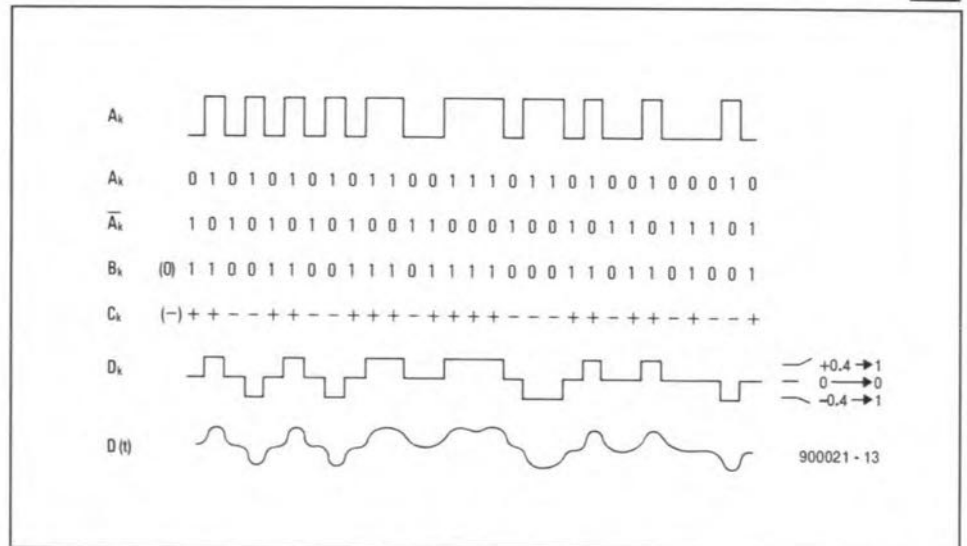 Aₖ
Aₖ 0 1 0 1 0 1 0 1 0 1 1 0 0 1 1 1 0 1 1 0 1 0 0 1 0 0 0 1 0
A̅ₖ 1 0 1 0 1 0 1 0 1 0 0 1 1 0 0 0 1 0 0 1 0 1 1 0 1 1 1 0 1
Bₖ (0) 1 1 0 0 1 1 0 0 1 1 1 0 1 1 1 1 0 0 0 1 1 0 1 1 0 1 0 0 1
Cₖ (−) + + − − + + − − + + + − + + + + − − − + + − + + − + − − +
Dₖ
+0.4 → 1
0 → 0
−0.4 → 1
D (t)
900021 - 13